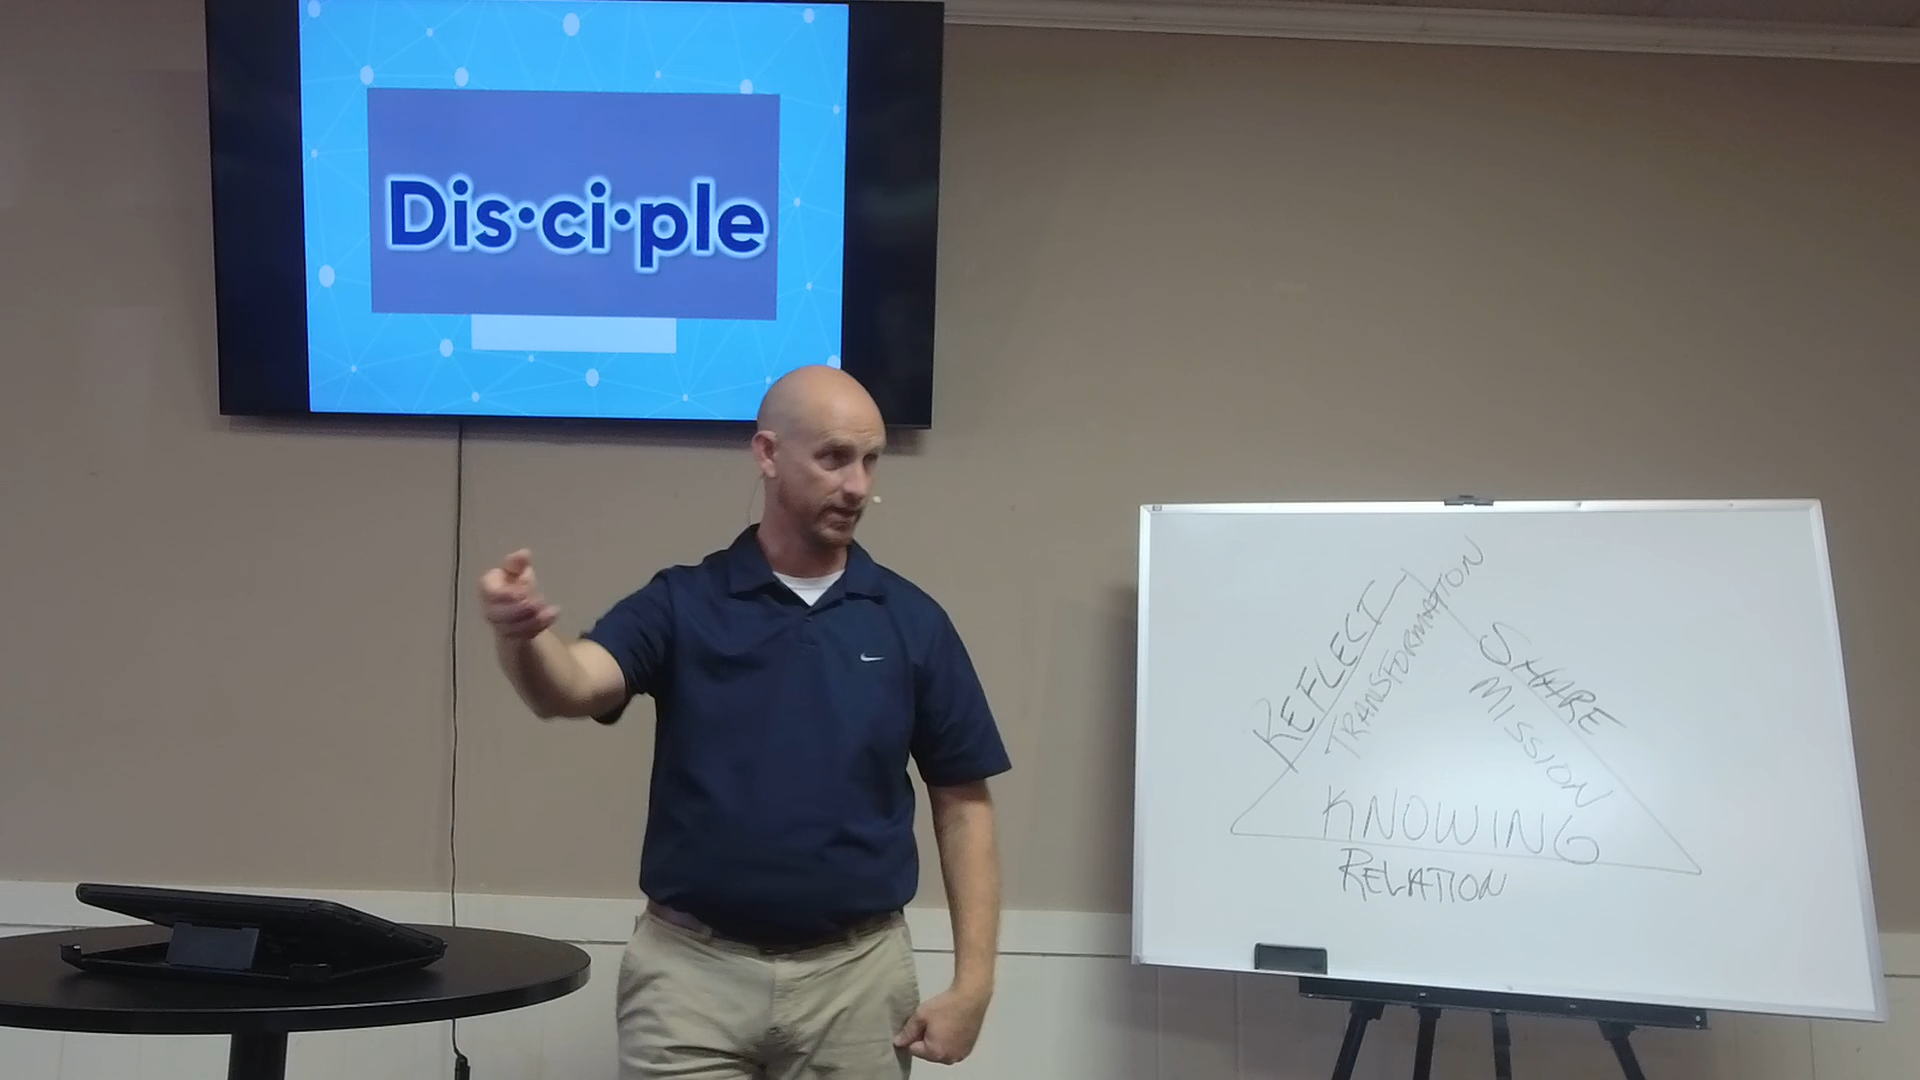 Dis·ci·ple
REFLECT
TRANSFORMATION
SHARE
MISSION
KNOWING
RELATION